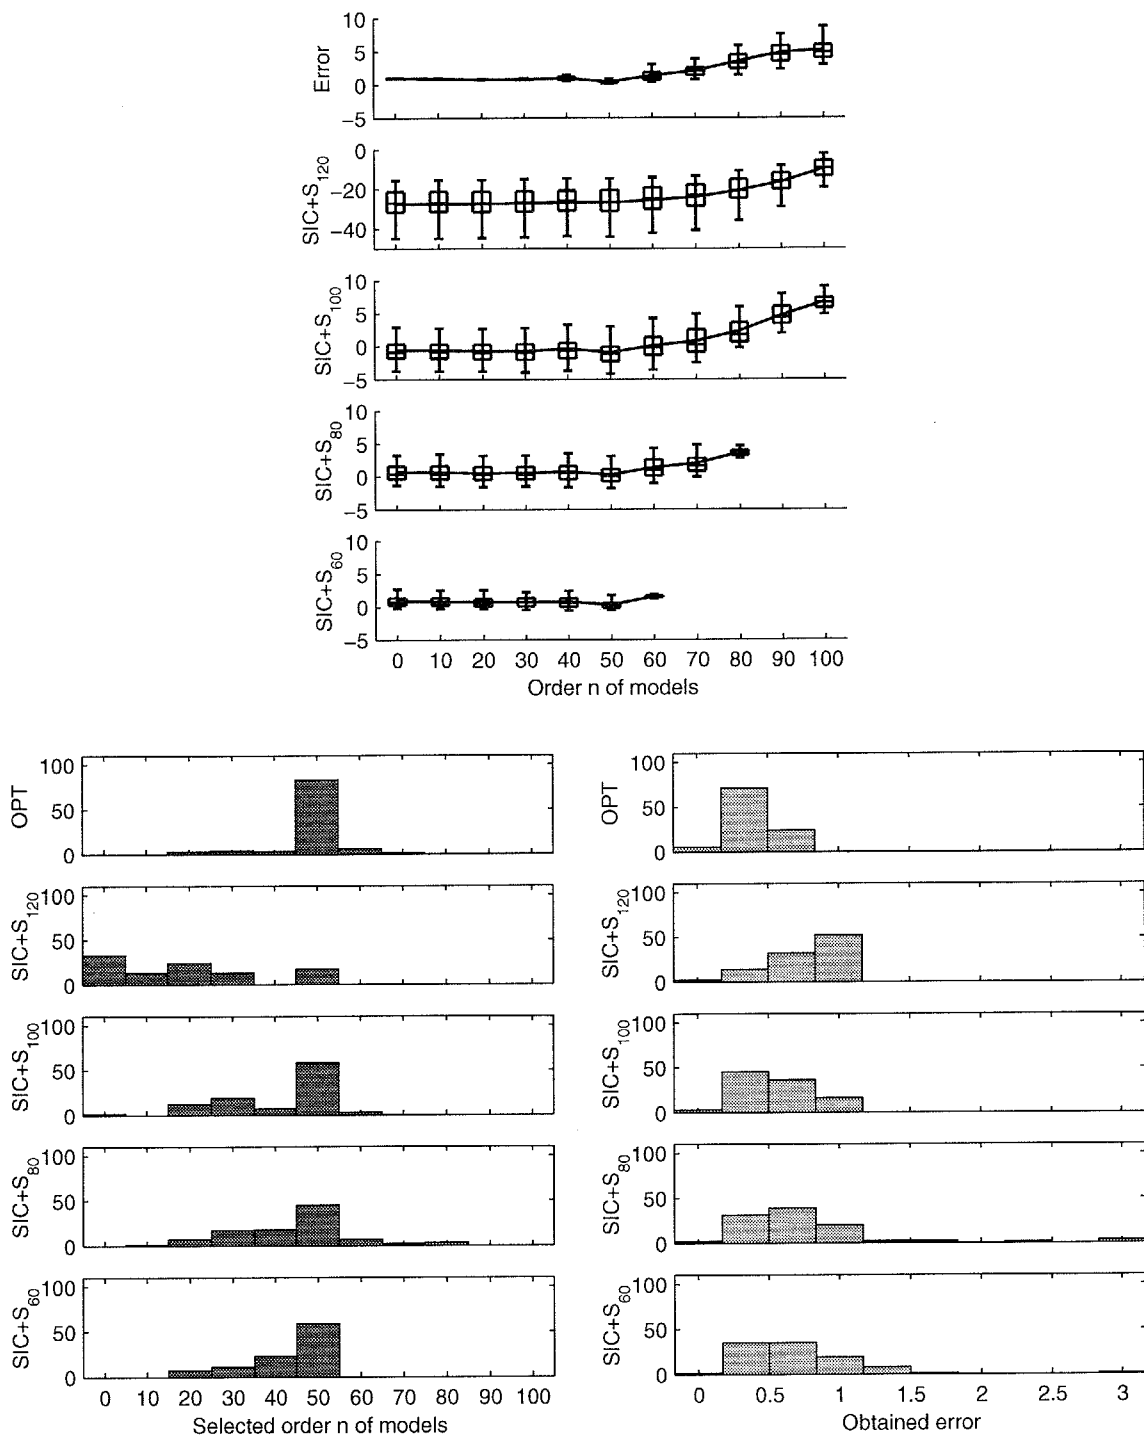 10
5
0
−5
Error
0
−20
−40
SIC+S120
10
5
0
−5
SIC+S100
10
5
0
−5
SIC+S80
10
5
0
−5
SIC+S60
0 10 20 30 40 50 60 70 80 90 100
Order n of models
100
50
0
OPT
100
50
0
SIC+S120
100
50
0
SIC+S100
100
50
0
SIC+S80
100
50
0
SIC+S60
0 10 20 30 40 50 60 70 80 90 100
Selected order n of models
100
50
0
OPT
100
50
0
SIC+S120
100
50
0
SIC+S100
100
50
0
SIC+S80
100
50
0
SIC+S60
0 0.5 1 1.5 2 2.5 3
Obtained error